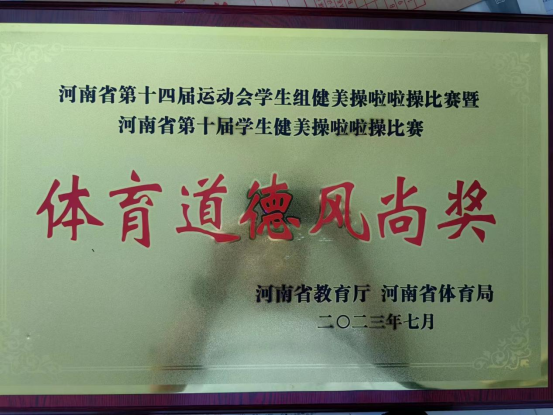 河南省第十四届运动会学生组健美操啦啦操比赛暨
河南省第十届学生健美操啦啦操比赛
体育道德风尚奖
河南省教育厅 河南省体育局
二〇二三年七月